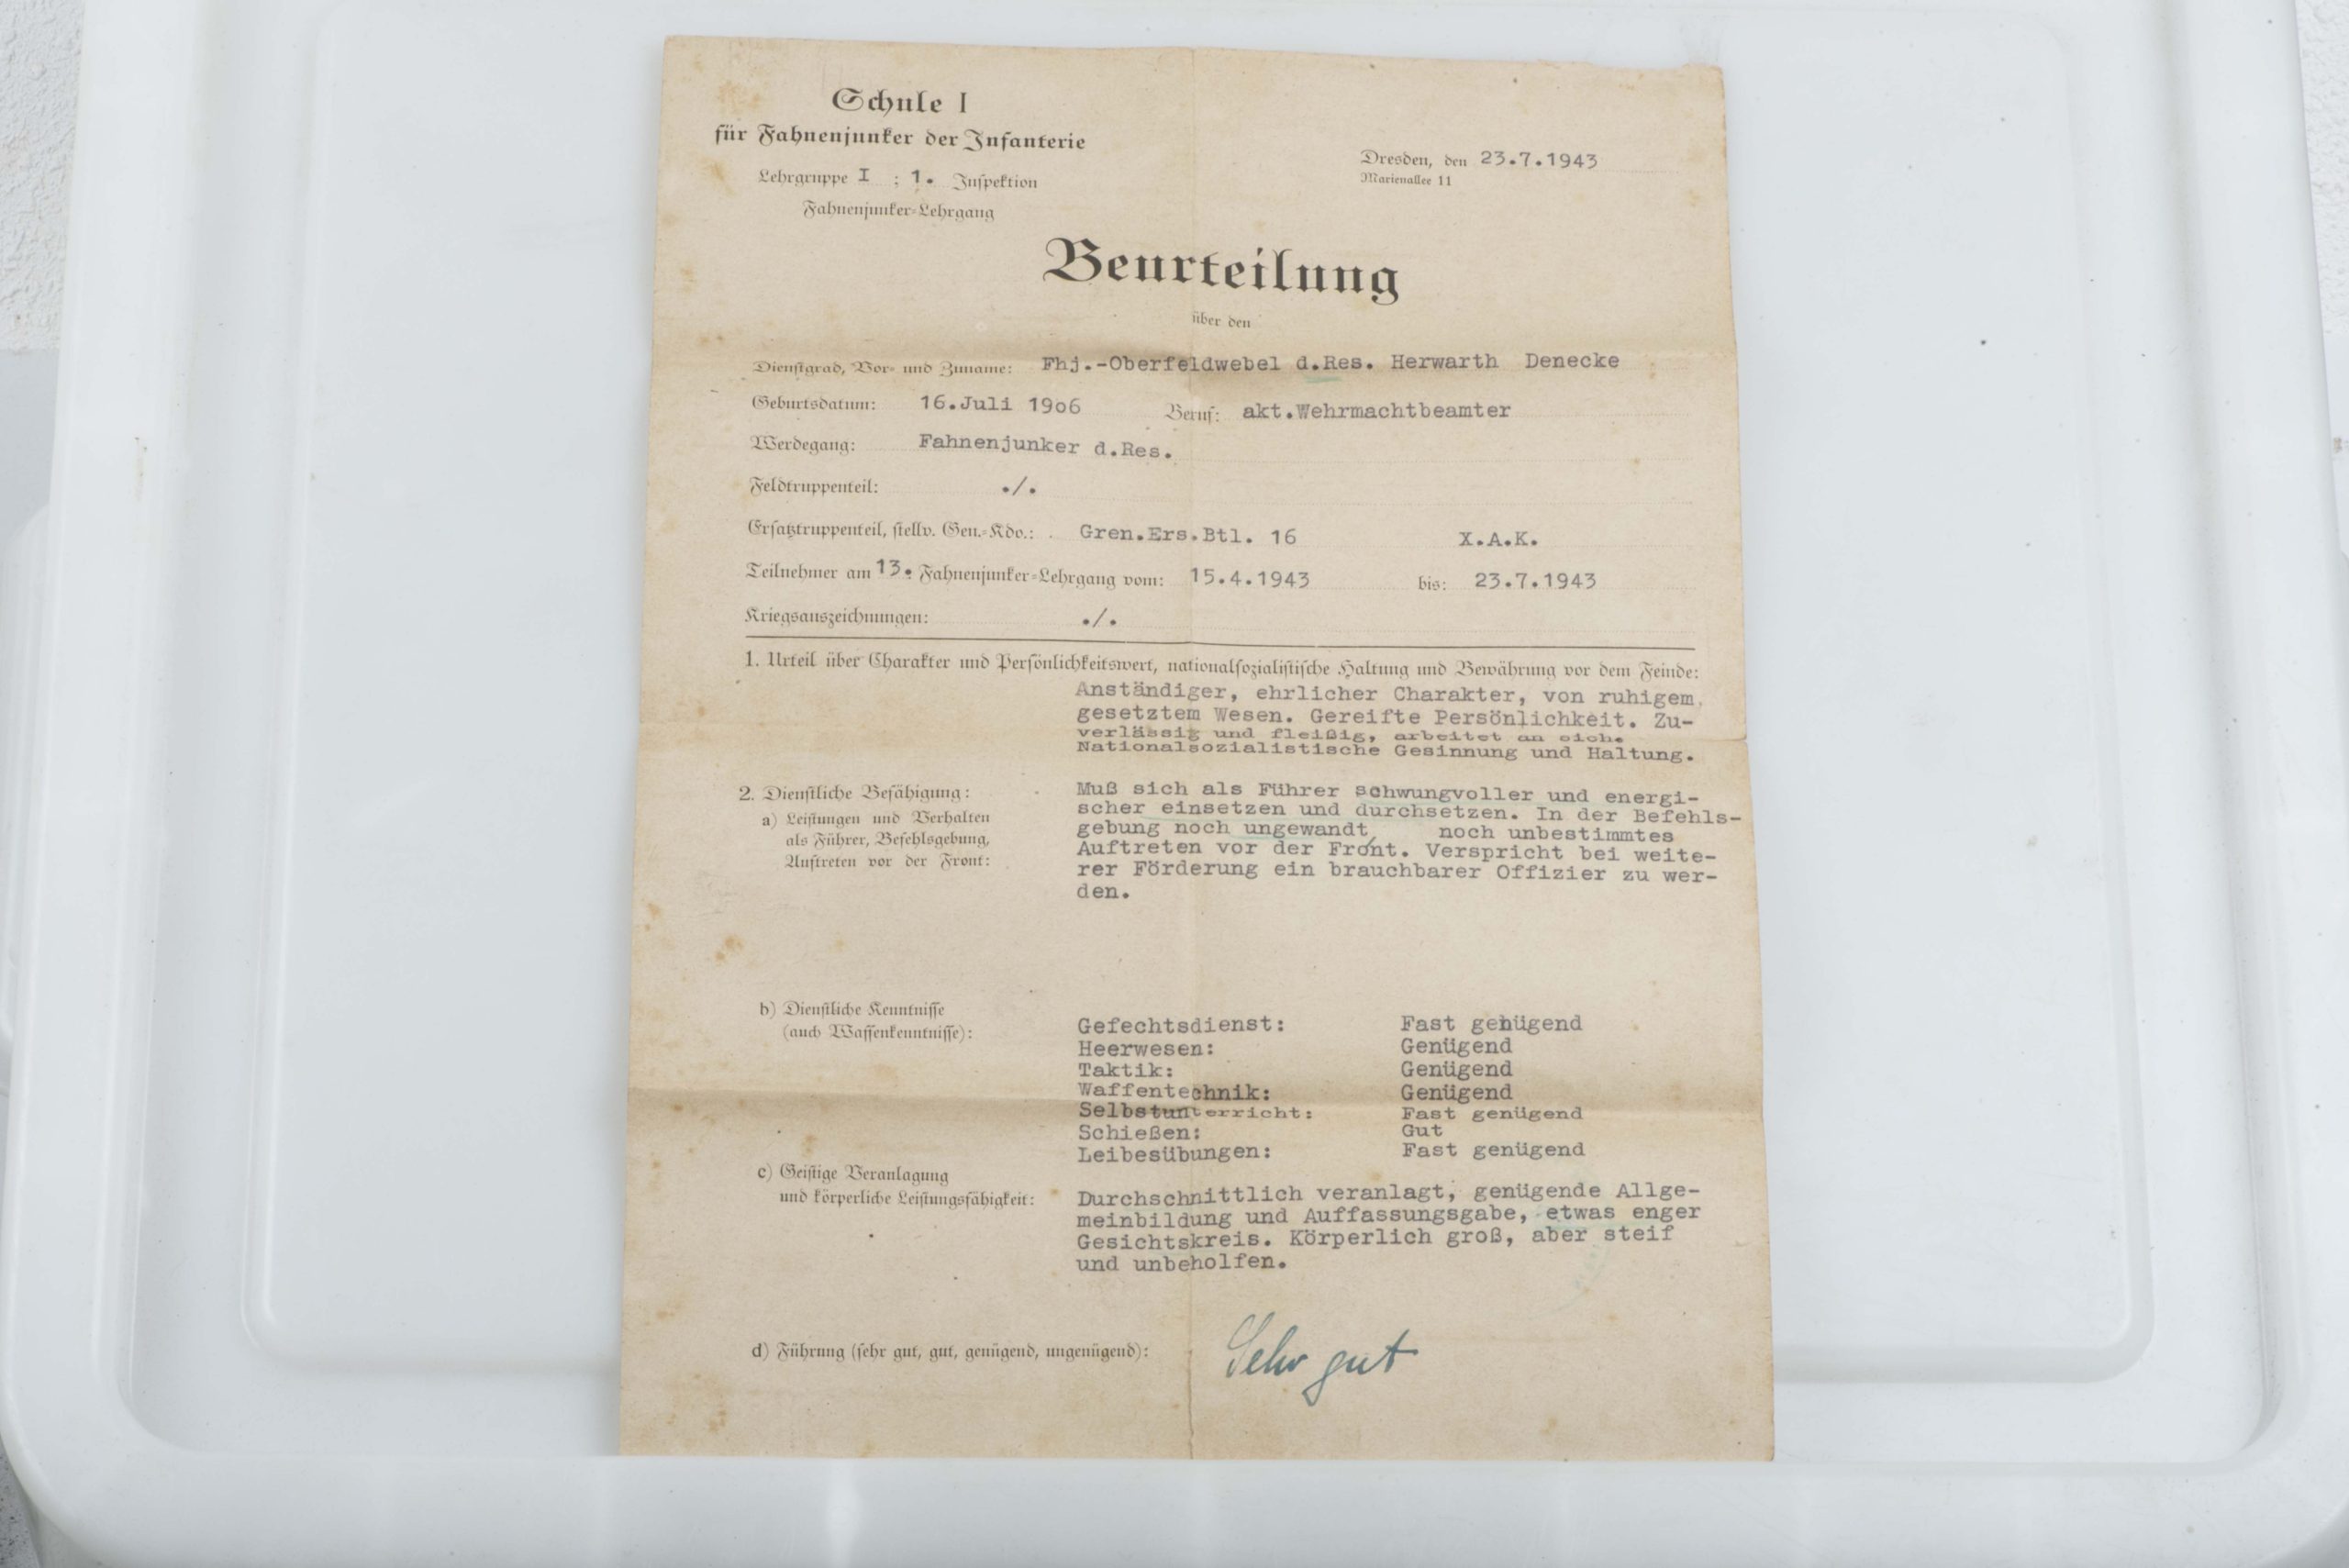 Schule I
für Fahnenjunker der Infanterie
Lehrgruppe I ; 1. Inspektion
Fahnenjunker-Lehrgang
Dresden, den 23.7.1943
Marienallee 11
Beurteilung
über den
Dienstgrad, Vor- und Zuname: Fhj.-Oberfeldwebel d.Res. Herwarth Denecke
Geburtsdatum: 16.Juli 19o6 Beruf: akt.Wehrmachtbeamter
Werdegang: Fahnenjunker d.Res.
Feldtruppenteil: ./.
Ersatztruppenteil, stellv. Gen.-Kdo.: Gren.Ers.Btl. 16 X.A.K.
Teilnehmer am 13. Fahnenjunker-Lehrgang vom: 15.4.1943 bis: 23.7.1943
Kriegsauszeichnungen: ./.
1. Urteil über Charakter und Persönlichkeitswert, nationalsozialistische Haltung und Bewährung vor dem Feinde:
Anständiger, ehrlicher Charakter, von ruhigem,
gesetztem Wesen. Gereifte Persönlichkeit. Zu-
verlässig und fleißig, arbeitet an sich.
Nationalsozialistische Gesinnung und Haltung.
2. Dienstliche Befähigung:
a) Leistungen und Verhalten
als Führer, Befehlsgebung,
Auftreten vor der Front:
Muß sich als Führer schwungvoller und energi-
scher einsetzen und durchsetzen. In der Befehls-
gebung noch ungewandt, noch unbestimmtes
Auftreten vor der Front. Verspricht bei weite-
rer Förderung ein brauchbarer Offizier zu wer-
den.
b) Dienstliche Kenntnisse
(auch Waffenkenntnisse):
Gefechtsdienst: Fast genügend
Heerwesen: Genügend
Taktik: Genügend
Waffentechnik: Genügend
Selbstunterricht: Fast genügend
Schießen: Gut
Leibesübungen: Fast genügend
c) Geistige Veranlagung
und körperliche Leistungsfähigkeit:
Durchschnittlich veranlagt, genügende Allge-
meinbildung und Auffassungsgabe, etwas enger
Gesichtskreis. Körperlich groß, aber steif
und unbeholfen.
d) Führung (sehr gut, gut, genügend, ungenügend): Sehr gut